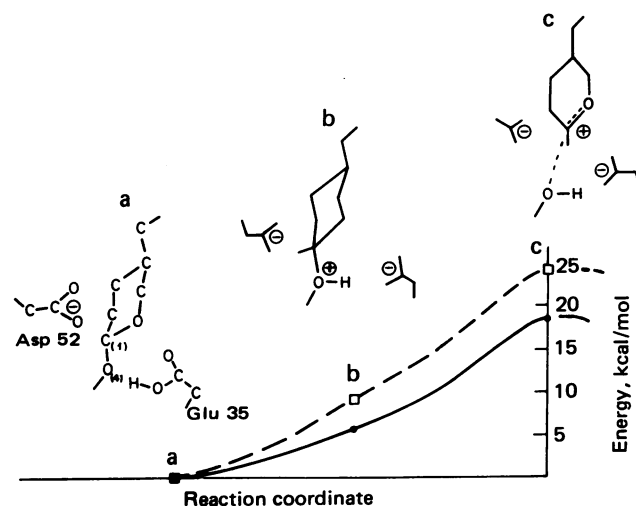 c
O
⊕
⊖
⊖
O—H
b
⊖
⊕
O—H
⊖
a
C
C
C
C
C
O
C(1)
O
C
C
⊖
O
Asp 52
O(4)
H
O
O
C
C
Glu 35
c
25
20
15
10
5
Energy, kcal/mol
b
a
Reaction coordinate